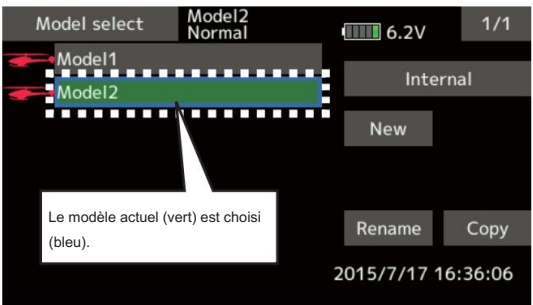 Model select
Model2
Normal
6.2V
1/1
Model1
Internal
Model2
New
Le modèle actuel (vert) est choisi
(bleu).
Rename
Copy
2015/7/17 16:36:06